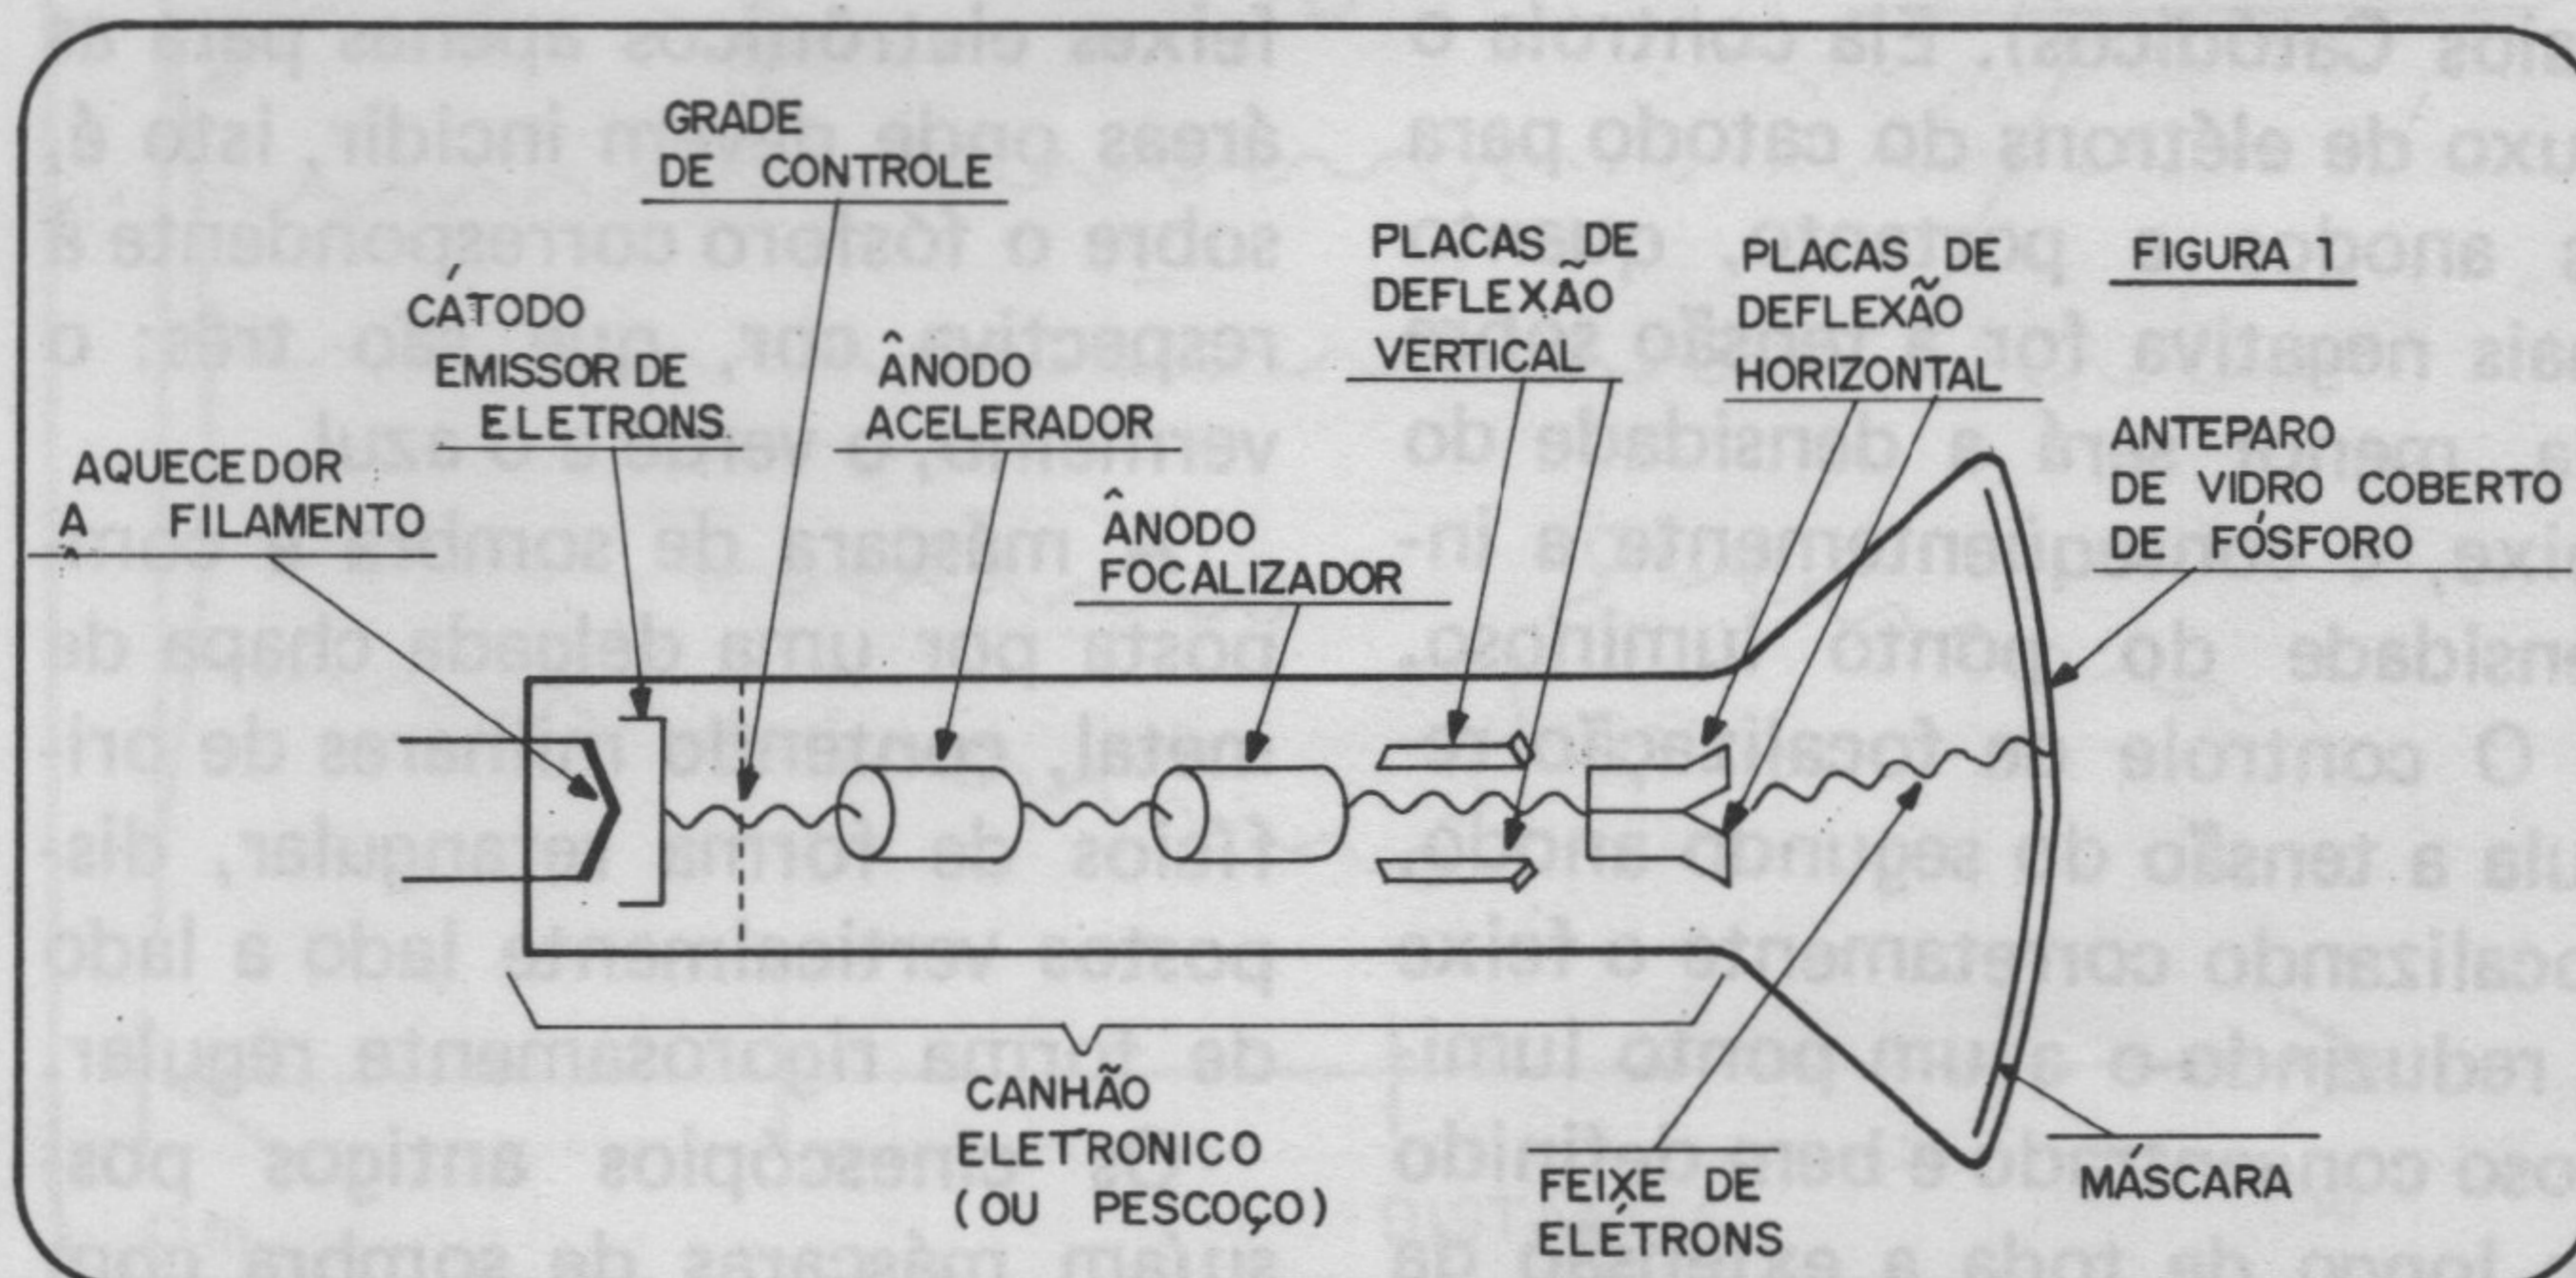 GRADE
DE CONTROLE
CÁTODO
EMISSOR DE
ELETRONS
AQUECEDOR
A FILAMENTO
ÂNODO
ACELERADOR
ÂNODO
FOCALIZADOR
PLACAS DE
DEFLEXÃO
VERTICAL
PLACAS DE
DEFLEXÃO
HORIZONTAL
FIGURA 1
ANTEPARO
DE VIDRO COBERTO
DE FÓSFORO
CANHÃO
ELETRONICO
(OU PESCOÇO)
FEIXE DE
ELÉTRONS
MÁSCARA